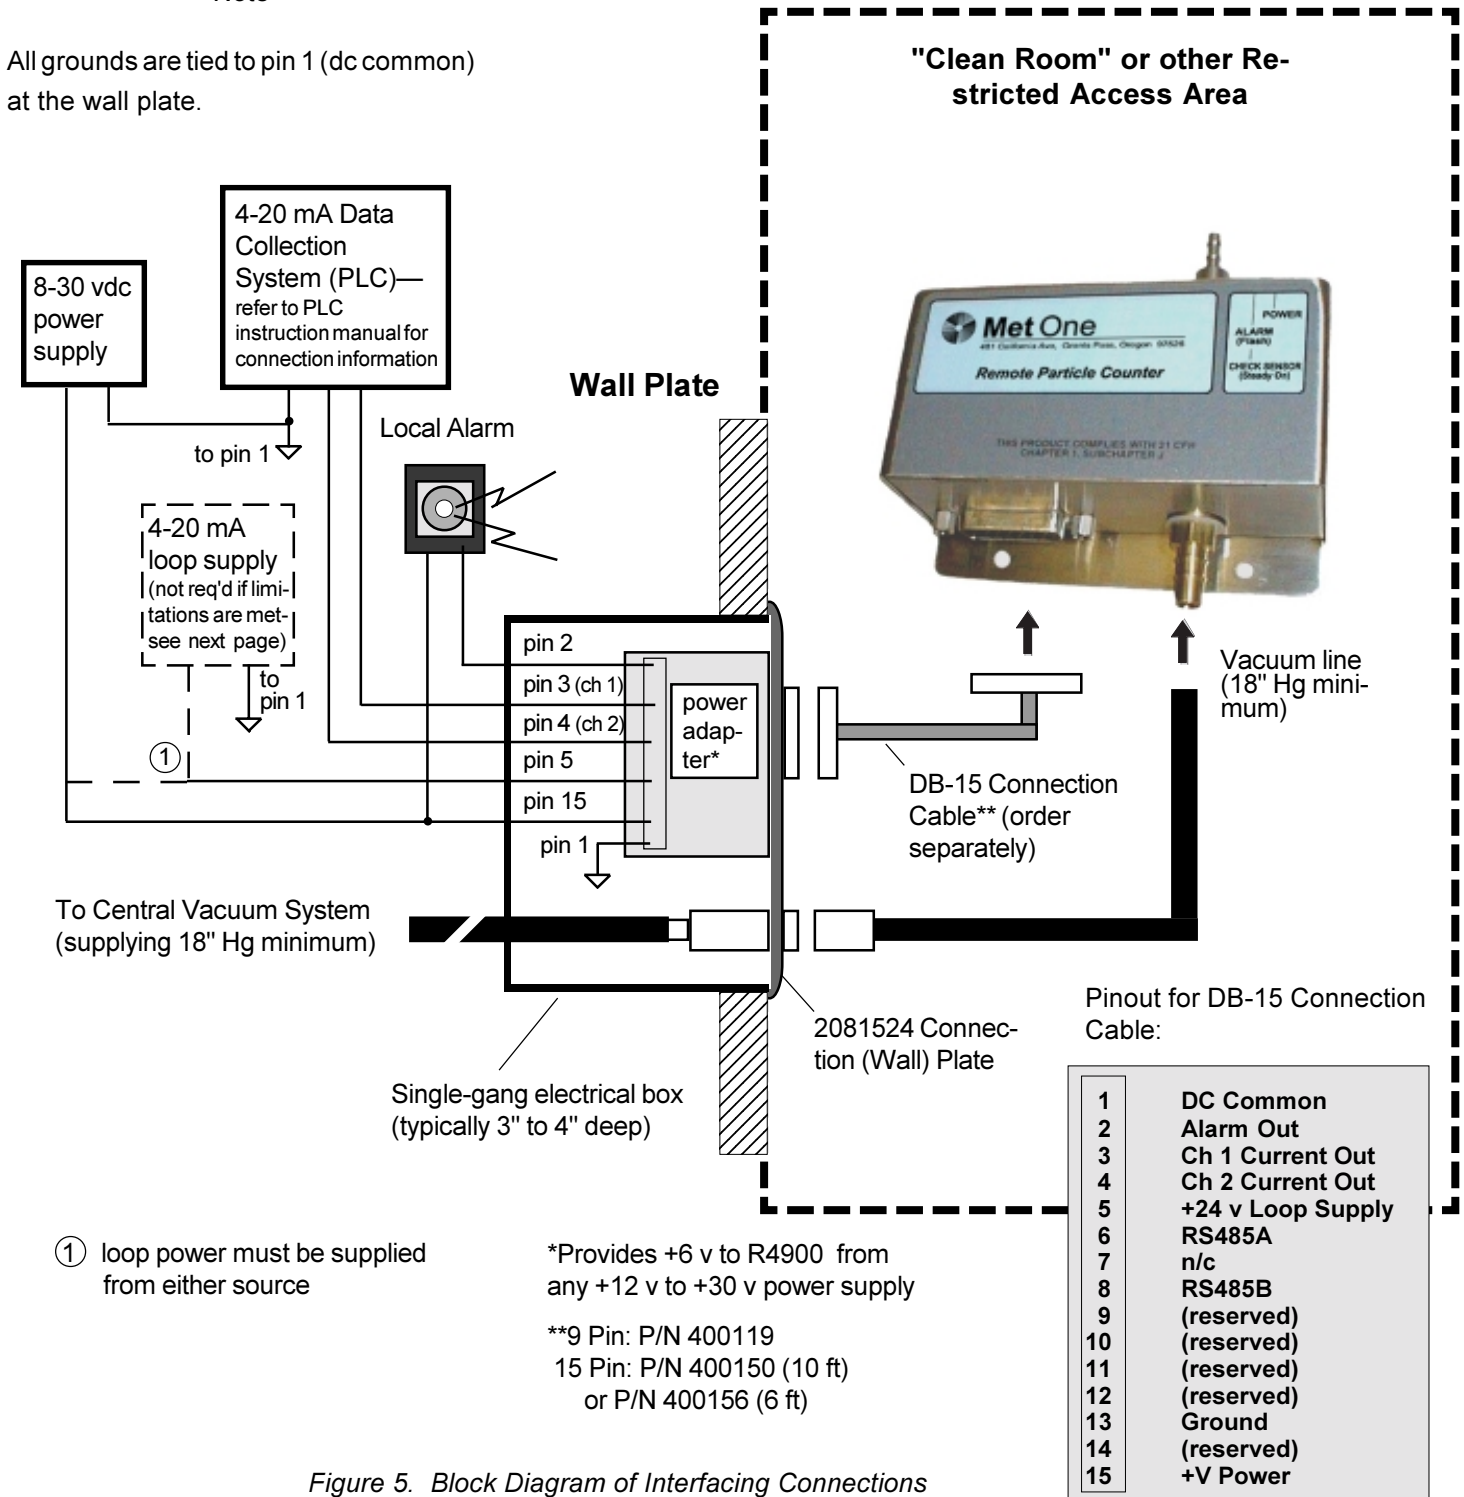 Note
All grounds are tied to pin 1 (dc common)
at the wall plate.
"Clean Room" or other Re-
stricted Access Area
4-20 mA Data
Collection
System (PLC)—
refer to PLC
instruction manual for
connection information
8-30 vdc
power
supply
to pin 1
Local Alarm
Wall Plate
4-20 mA
loop supply
(not req'd if limi-
tations are met-
see next page)
to
pin 1
1
Met One
481 California Ave, Grants Pass, Oregon 97526
Remote Particle Counter
POWER
ALARM
(Flash)
CHECK SENSOR
(Steady On)
THIS PRODUCT COMPLIES WITH 21 CFR
CHAPTER I, SUBCHAPTER J
pin 2
pin 3 (ch 1)
pin 4 (ch 2)
pin 5
pin 15
pin 1
power
adap-
ter*
Vacuum line
(18" Hg mini-
mum)
DB-15 Connection
Cable** (order
separately)
To Central Vacuum System
(supplying 18" Hg minimum)
2081524 Connec-
tion (Wall) Plate
Single-gang electrical box
(typically 3" to 4" deep)
Pinout for DB-15 Connection
Cable:
1 DC Common
2 Alarm Out
3 Ch 1 Current Out
4 Ch 2 Current Out
5 +24 v Loop Supply
6 RS485A
7 n/c
8 RS485B
9 (reserved)
10 (reserved)
11 (reserved)
12 (reserved)
13 Ground
14 (reserved)
15 +V Power
1 loop power must be supplied
from either source
*Provides +6 v to R4900 from
any +12 v to +30 v power supply
**9 Pin: P/N 400119
15 Pin: P/N 400150 (10 ft)
or P/N 400156 (6 ft)
Figure 5. Block Diagram of Interfacing Connections